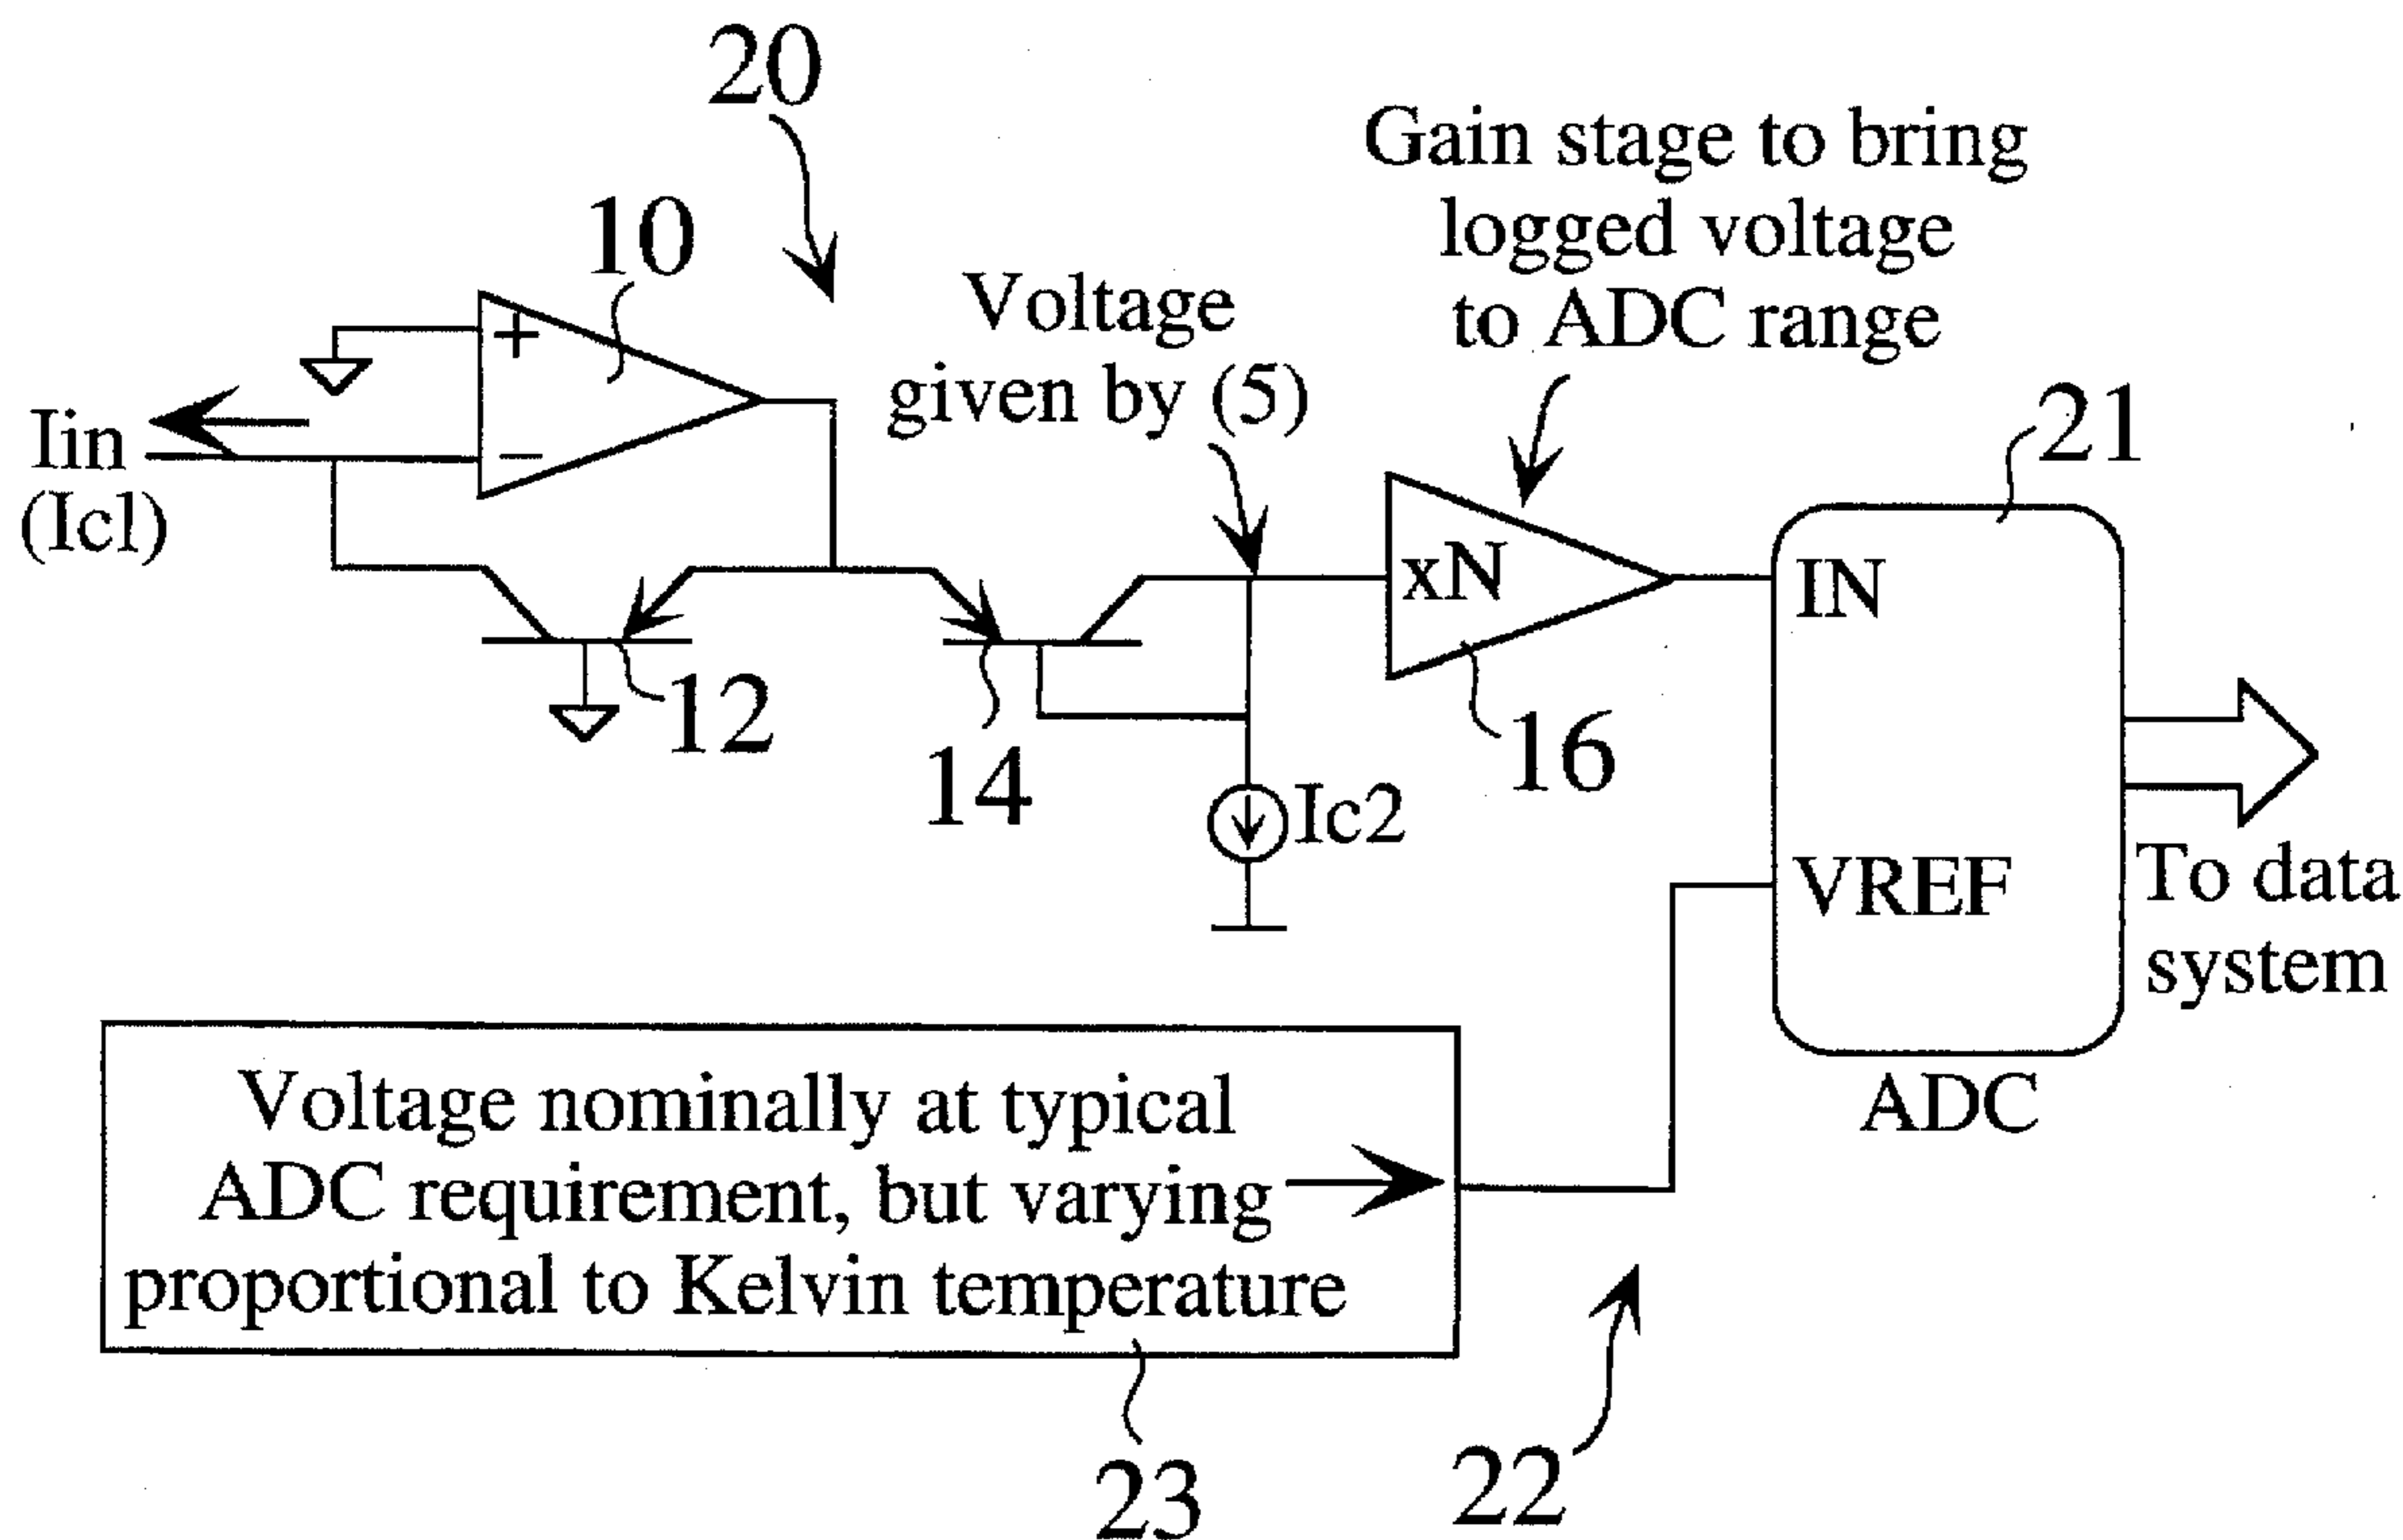 20
Gain stage to bring
logged voltage
to ADC range
10
Voltage
given by (5)
+
−
Iin
(Icl)
21
xN
IN
12
14
16
Ic2
VREF
To data
system
ADC
Voltage nominally at typical
ADC requirement, but varying
proportional to Kelvin temperature
23
22